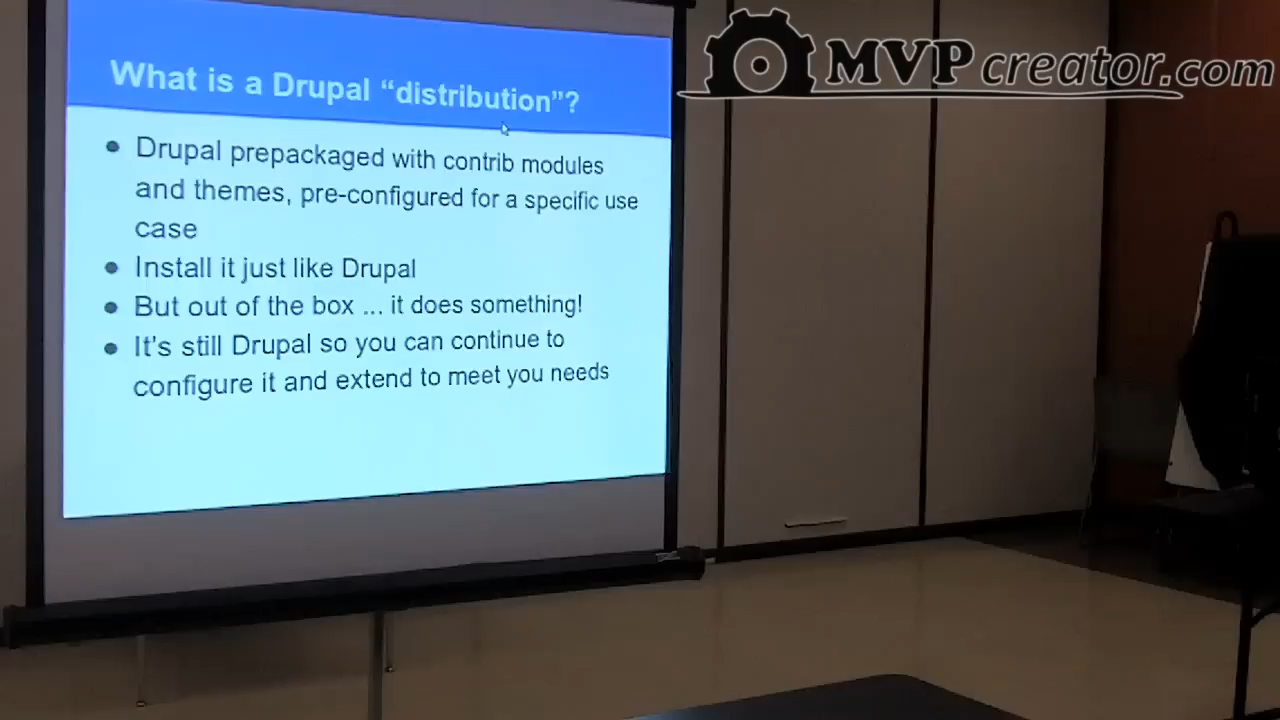 What is a Drupal “distribution”?
MVP creator.com
Drupal prepackaged with contrib modules
and themes, pre-configured for a specific use
case
Install it just like Drupal
But out of the box ... it does something!
It's still Drupal so you can continue to
configure it and extend to meet you needs